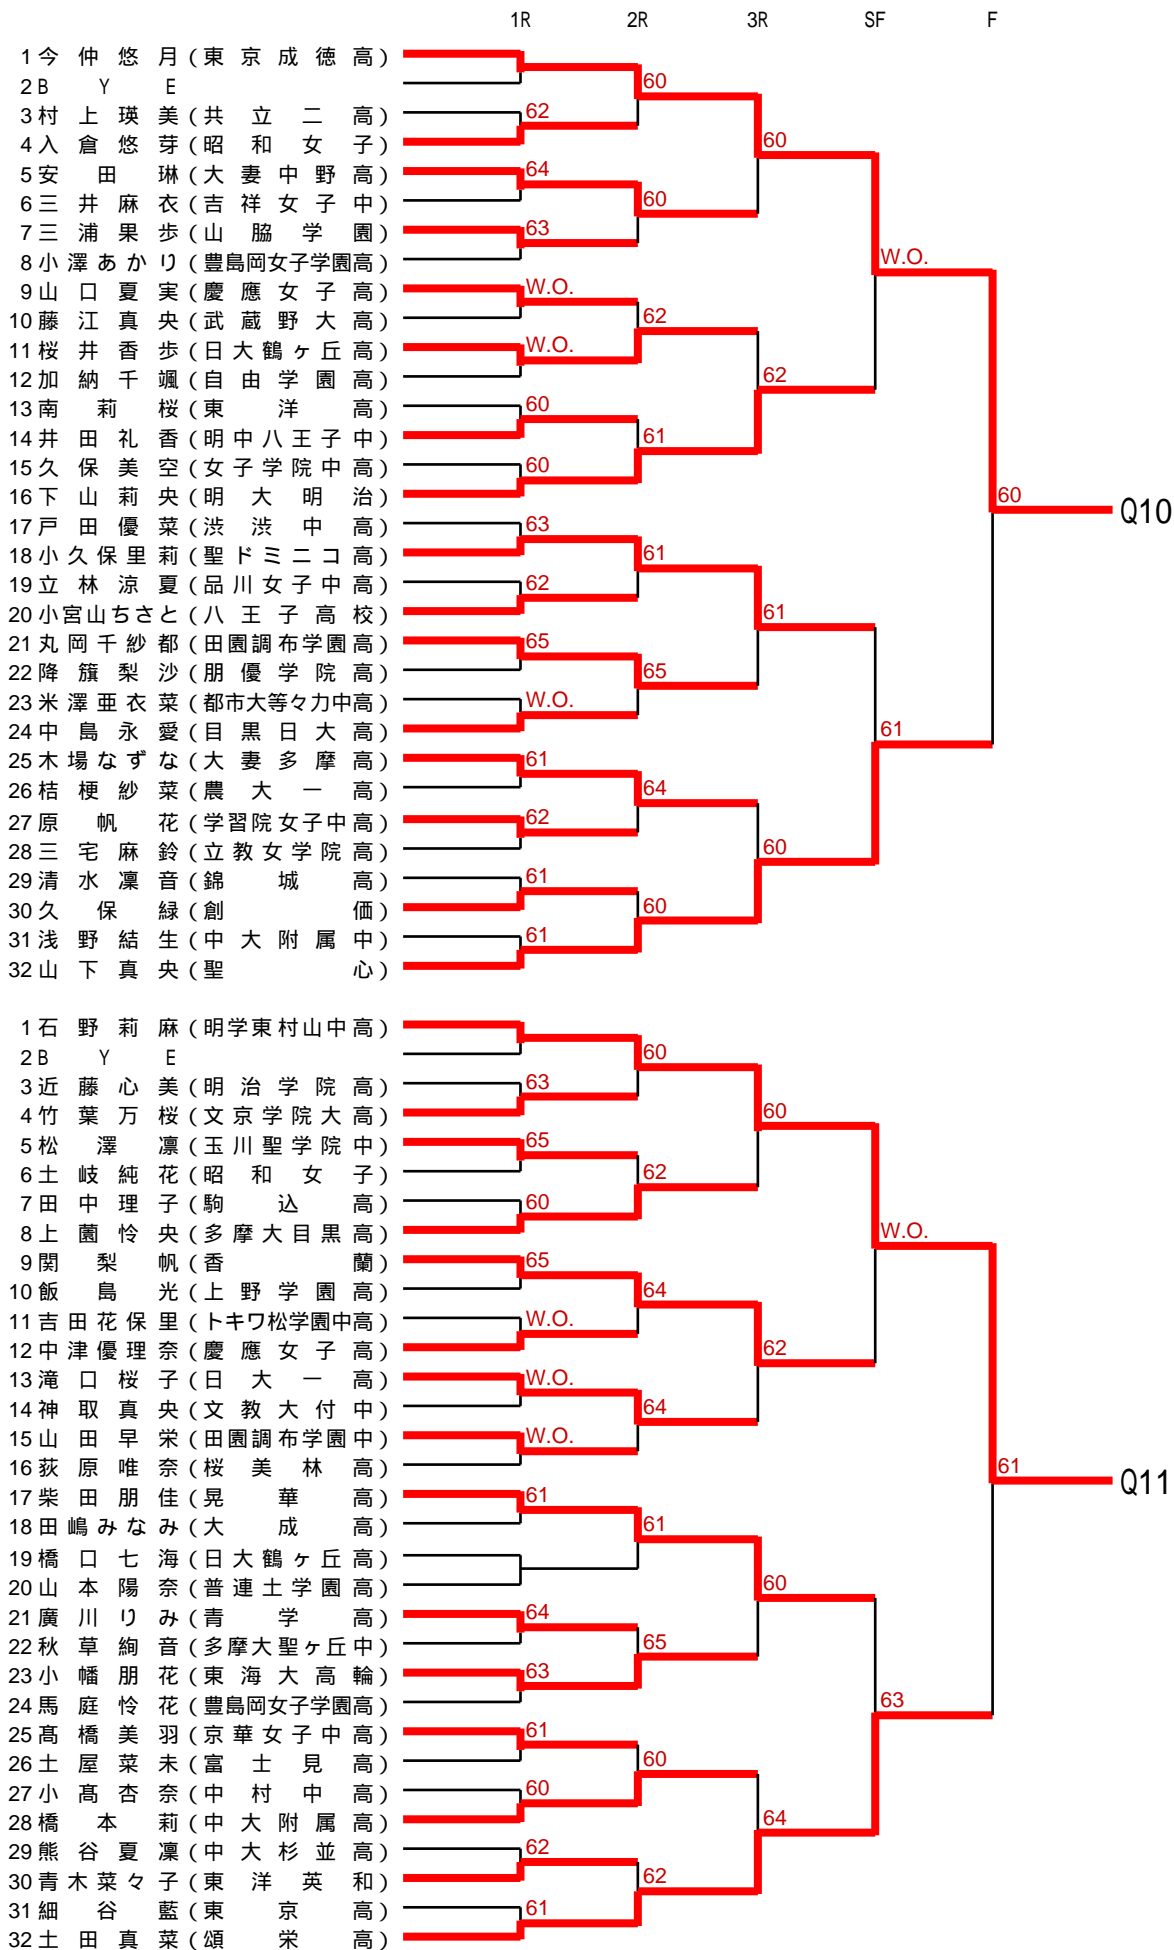 1R 2R 3R SF F
1 今仲悠月 (東京成徳高)
2 BYE 60
3 村上瑛美 (共立二高) 62
4 入倉悠芽 (昭和女子) 60
5 安田琳 (大妻中野高) 64
6 三井麻衣 (吉祥女子中) 60
7 三浦果歩 (山脇学園) 63
8 小澤あかり (豊島岡女子学園高) W.O.
9 山口夏実 (慶應女子高) W.O.
10 藤江真央 (武蔵野大高) 62
11 桜井香歩 (日大鶴ヶ丘高) W.O.
12 加納千颯 (自由学園高) 62
13 南莉桜 (東洋高) 60
14 井田礼香 (明中八王子中) 61
15 久保美空 (女子学院中高) 60
16 下山莉央 (明大明治) 60 Q10
17 戸田優菜 (渋渋中高) 63
18 小久保里莉 (聖ドミニコ高) 61
19 立林涼夏 (品川女子中高) 62
20 小宮山ちさと (八王子高校) 61
21 丸岡千紗都 (田園調布学園高) 65
22 降籏梨沙 (朋優学院高) 65
23 米澤亜衣菜 (都市大等々力中高) W.O.
24 中島永愛 (目黒日大高) 61
25 木場なずな (大妻多摩高) 61
26 桔梗紗菜 (農大一高) 64
27 原帆花 (学習院女子中高) 62
28 三宅麻鈴 (立教女学院高) 60
29 清水凜音 (錦城高) 61
30 久保緑 (創価) 60
31 浅野結生 (中大附属中) 61
32 山下真央 (聖心)
1 石野莉麻 (明学東村山中高)
2 BYE 60
3 近藤心美 (明治学院高) 63
4 竹葉万桜 (文京学院大高) 60
5 松澤凛 (玉川聖学院中) 65
6 土岐純花 (昭和女子) 62
7 田中理子 (駒込高) 60
8 上薗怜央 (多摩大目黒高) W.O.
9 関梨帆 (香蘭) 65
10 飯島光 (上野学園高) 64
11 吉田花保里 (トキワ松学園中高) W.O.
12 中津優理奈 (慶應女子高) 62
13 滝口桜子 (日大一高) W.O.
14 神取真央 (文教大付中) 64
15 山田早栄 (田園調布学園中) W.O.
16 荻原唯奈 (桜美林高) 61 Q11
17 柴田朋佳 (晃華高) 61
18 田嶋みなみ (大成高) 61
19 橋口七海 (日大鶴ヶ丘高)
20 山本陽奈 (普連土学園高) 60
21 廣川りみ (青学高) 64
22 秋草絢音 (多摩大聖ヶ丘中) 65
23 小幡朋花 (東海大高輪) 63
24 馬庭怜花 (豊島岡女子学園高) 63
25 髙橋美羽 (京華女子中高) 61
26 土屋菜未 (富士見高) 60
27 小髙杏奈 (中村中高) 60
28 橋本莉 (中大附属高) 64
29 熊谷夏凜 (中大杉並高) 62
30 青木菜々子 (東洋英和) 62
31 細谷藍 (東京高) 61
32 土田真菜 (頌栄高)